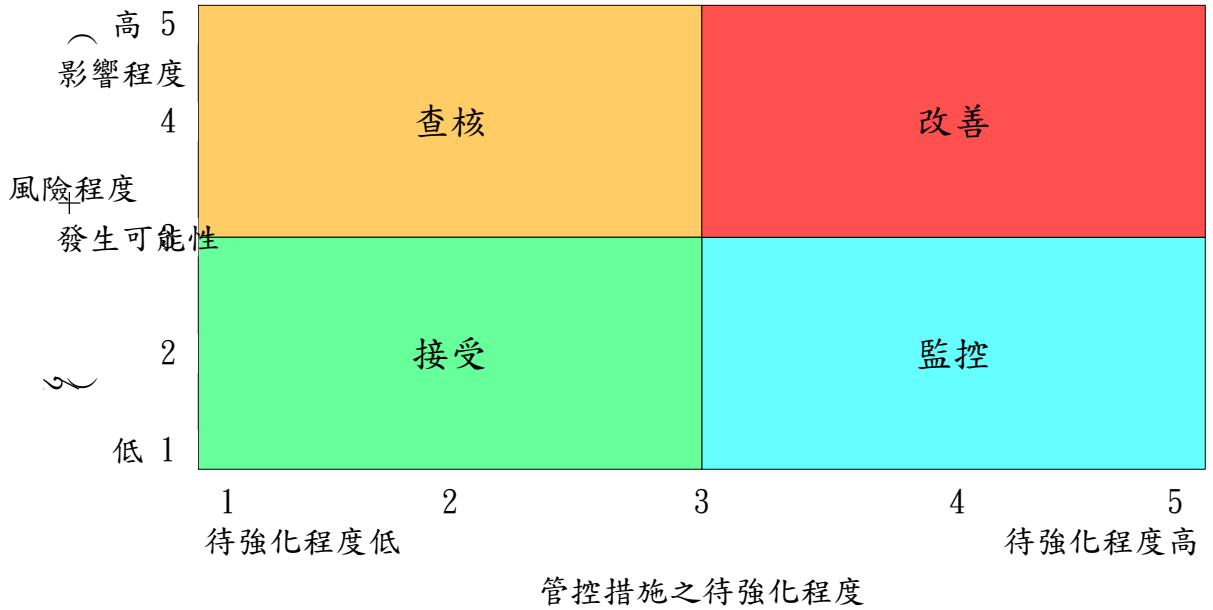 高 5
（
影響程度
4
查核
改善
風險程度
＋
3
發生可能性
2
接受
監控
）
2
低 1
1 2 3 4 5
待強化程度低
待強化程度高
管控措施之待強化程度